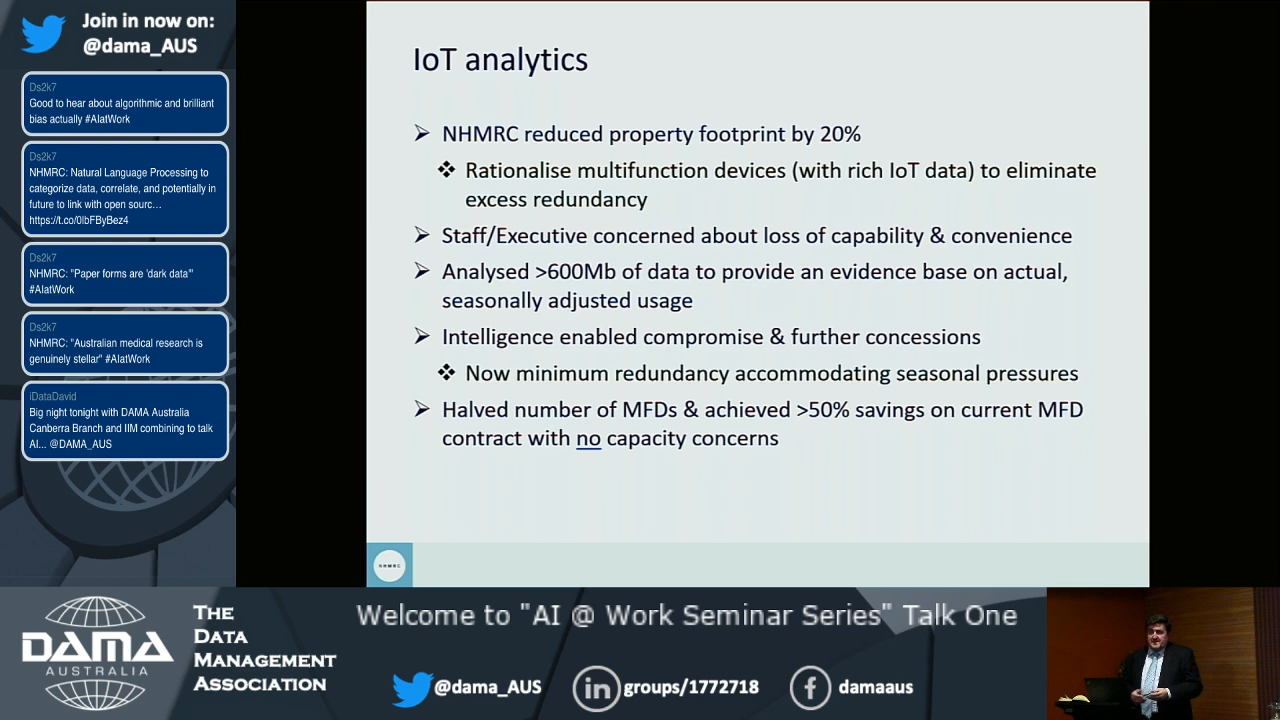 Join in now on:
@dama_AUS
Ds2k7
Good to hear about algorithmic and brilliant
bias actually #AIatWork
Ds2k7
NHMRC: Natural Language Processing to
categorize data, correlate, and potentially in
future to link with open sourc…
https://t.co/0lbFByBez4
Ds2k7
NHMRC: "Paper forms are 'dark data'"
#AIatWork
Ds2k7
NHMRC: "Australian medical research is
genuinely stellar" #AIatWork
iDataDavid
Big night tonight with DAMA Australia
Canberra Branch and IIM combining to talk
AI... @DAMA_AUS
IoT analytics
➢ NHMRC reduced property footprint by 20%
❖ Rationalise multifunction devices (with rich IoT data) to eliminate
excess redundancy
➢ Staff/Executive concerned about loss of capability & convenience
➢ Analysed >600Mb of data to provide an evidence base on actual,
seasonally adjusted usage
➢ Intelligence enabled compromise & further concessions
❖ Now minimum redundancy accommodating seasonal pressures
➢ Halved number of MFDs & achieved >50% savings on current MFD
contract with no capacity concerns
NHMRC
DAMA
AUSTRALIA
THE
DATA
MANAGEMENT
ASSOCIATION
Welcome to "AI @ Work Seminar Series" Talk One
@dama_AUS
in groups/1772718
f damaaus